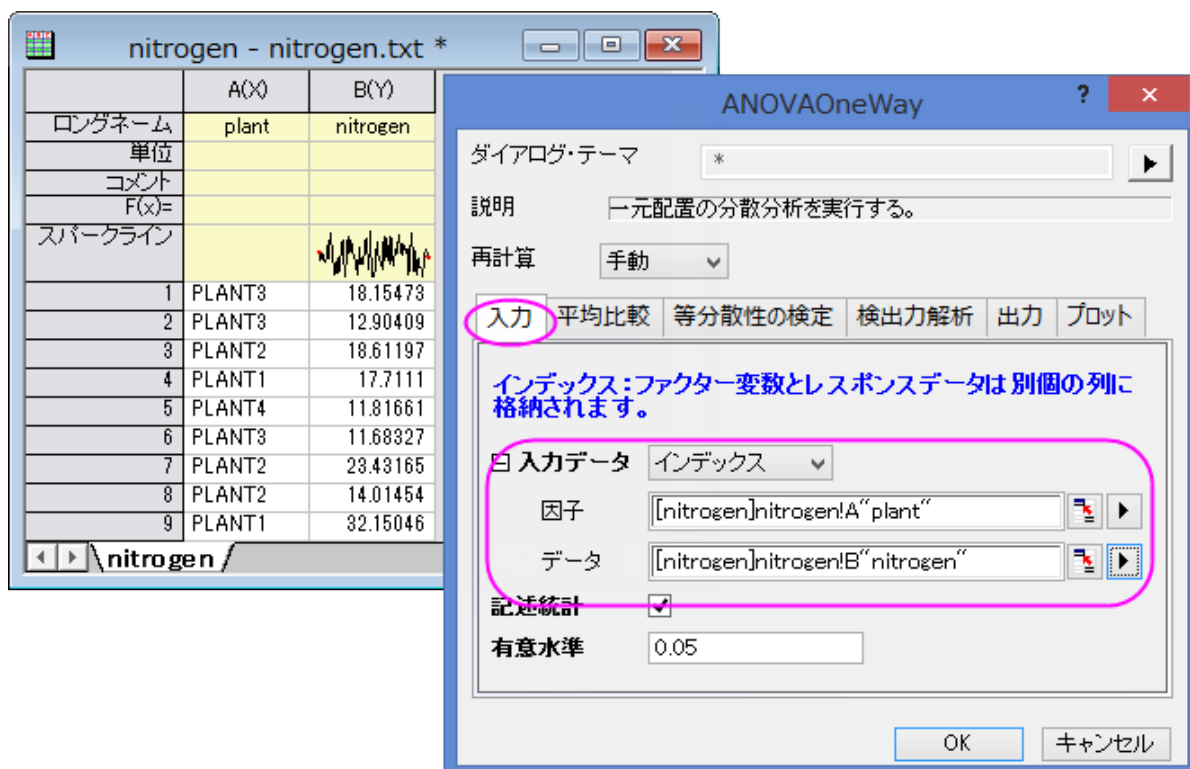 nitrogen - nitrogen.txt *
A(X) B(Y)
ロングネーム plant nitrogen
単位
コメント
F(x)=
スパークライン
1 PLANT3 18.15473
2 PLANT3 12.90409
3 PLANT2 18.61197
4 PLANT1 17.7111
5 PLANT4 11.81661
6 PLANT3 11.68327
7 PLANT2 23.43165
8 PLANT2 14.01454
9 PLANT1 32.15046
nitrogen
ANOVAOneWay ? ×
ダイアログ・テーマ *
説明 一元配置の分散分析を実行する。
再計算 手動
入力 平均比較 等分散性の検定 検出力解析 出力 プロット
インデックス:ファクター変数とレスポンスデータは別個の列に
格納されます。
入力データ インデックス
因子 [nitrogen]nitrogen!A"plant"
データ [nitrogen]nitrogen!B"nitrogen"
記述統計
有意水準 0.05
OK キャンセル